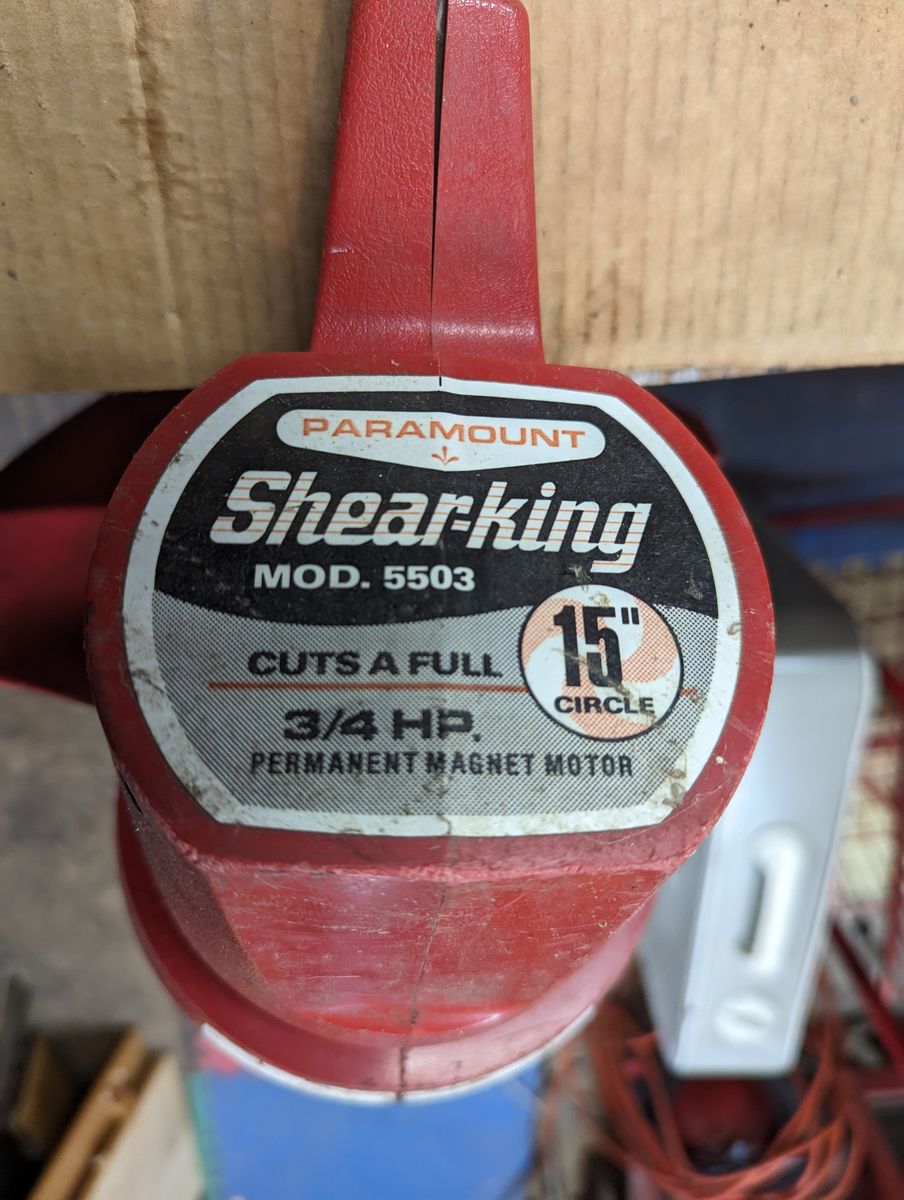 PARAMOUNT
Shear-king
MOD. 5503
CUTS A FULL
15"
CIRCLE
3/4 HP.
PERMANENT MAGNET MOTOR